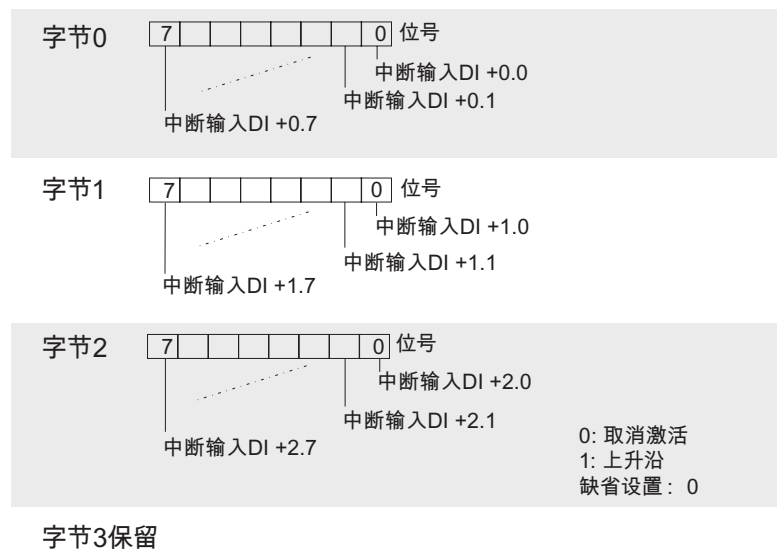 字节0
7 0 位号
中断输入DI +0.0
中断输入DI +0.1
中断输入DI +0.7
字节1
7 0 位号
中断输入DI +1.0
中断输入DI +1.1
中断输入DI +1.7
字节2
7 0 位号
中断输入DI +2.0
中断输入DI +2.1
中断输入DI +2.7
0: 取消激活
1: 上升沿
缺省设置: 0
字节3保留